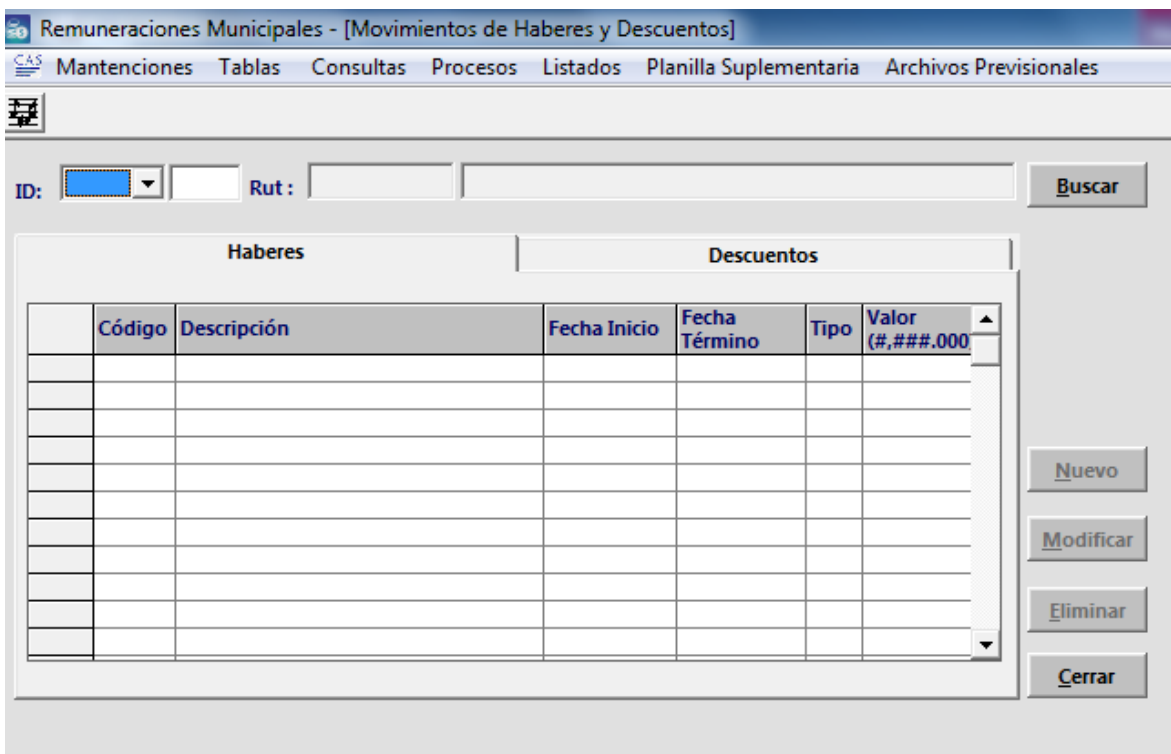 Remuneraciones Municipales - [Movimientos de Haberes y Descuentos]
CAS Mantenciones Tablas Consultas Procesos Listados Planilla Suplementaria Archivos Previsionales
ID: Rut : Buscar
Haberes Descuentos
Código Descripción Fecha Inicio Fecha Término Tipo Valor (#,###.000)
Nuevo
Modificar
Eliminar
Cerrar